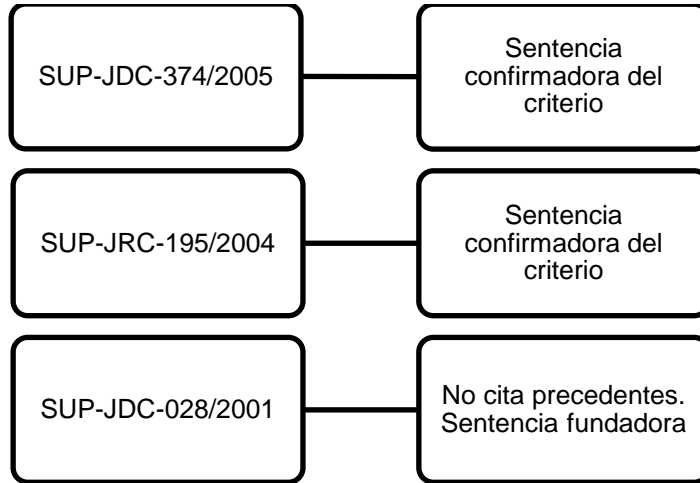 SUP-JDC-374/2005
Sentencia
confirmadora del
criterio
SUP-JRC-195/2004
Sentencia
confirmadora del
criterio
SUP-JDC-028/2001
No cita precedentes.
Sentencia fundadora